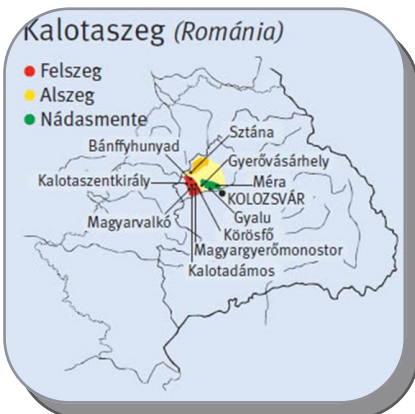 Kalotaszeg (Románia)
Felszeg
Alszeg
Nádasmente
Sztána
Bánffyhunyad
Gyerővásárhely
Kalotaszentkirály
Méra
KOLOZSVÁR
Gyalu
Magyarvalkó
Körösfő
Magyargyerőmonostor
Kalotadámos